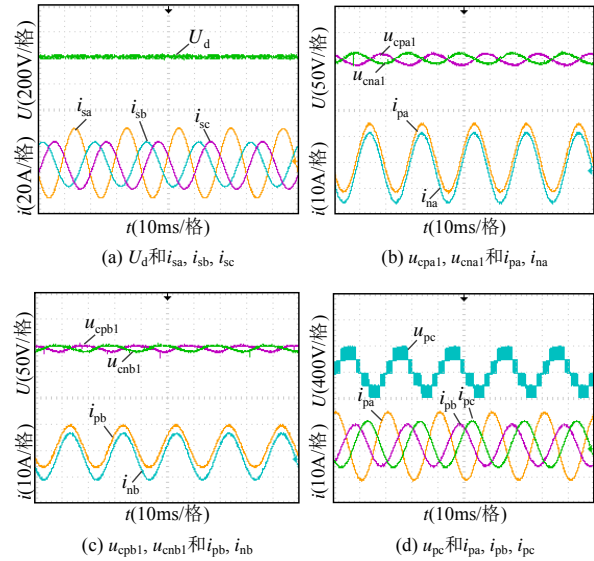 U_d
U(200V/格)
i_sa
i_sb
i_sc
i(20A/格)
t(10ms/格)
(a) U_d和i_sa, i_sb, i_sc
u_cpa1
u_cna1
U(50V/格)
i_pa
i_na
i(10A/格)
t(10ms/格)
(b) u_cpa1, u_cna1和i_pa, i_na
u_cpb1
u_cnb1
U(50V/格)
i_pb
i_nb
i(10A/格)
t(10ms/格)
(c) u_cpb1, u_cnb1和i_pb, i_nb
u_pc
U(400V/格)
i_pa
i_pb
i_pc
i(10A/格)
t(10ms/格)
(d) u_pc和i_pa, i_pb, i_pc